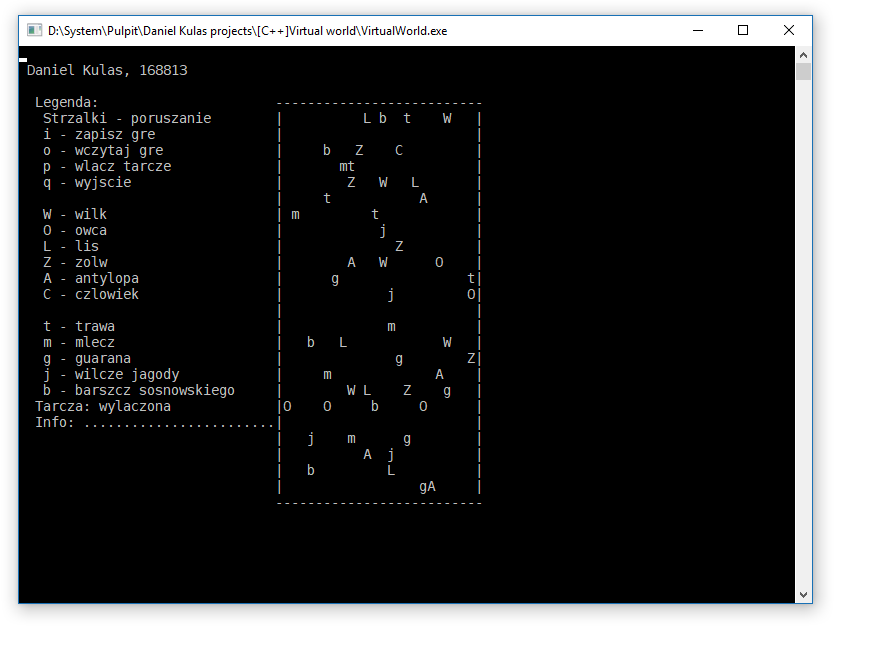 D:\System\Pulpit\Daniel Kulas projects\[C++]Virtual world\VirtualWorld.exe
Daniel Kulas, 168813
 Legenda:                      --------------------------
  Strzalki - poruszanie        |          L b  t    W   |
  i - zapisz gre               |                        |
  o - wczytaj gre              |     b   Z    C         |
  p - wlacz tarcze             |       mt               |
  q - wyjscie                  |        Z   W   L       |
                               |     t           A      |
  W - wilk                     | m         t            |
  O - owca                     |            j           |
  L - lis                      |              Z         |
  Z - zolw                     |        A   W      O    |
  A - antylopa                 |      g                t|
  C - czlowiek                 |             j         O|
                               |                        |
  t - trawa                    |             m          |
  m - mlecz                    |   b   L            W   |
  g - guarana                  |              g        Z|
  j - wilcze jagody            |     m             A    |
  b - barszcz sosnowskiego     |        W L    Z    g   |
 Tarcza: wylaczona             |O    O     b     O      |
 Info: ........................|                        |
                               |   j    m      g        |
                               |          A  j          |
                               |   b         L          |
                               |                 gA     |
                               --------------------------